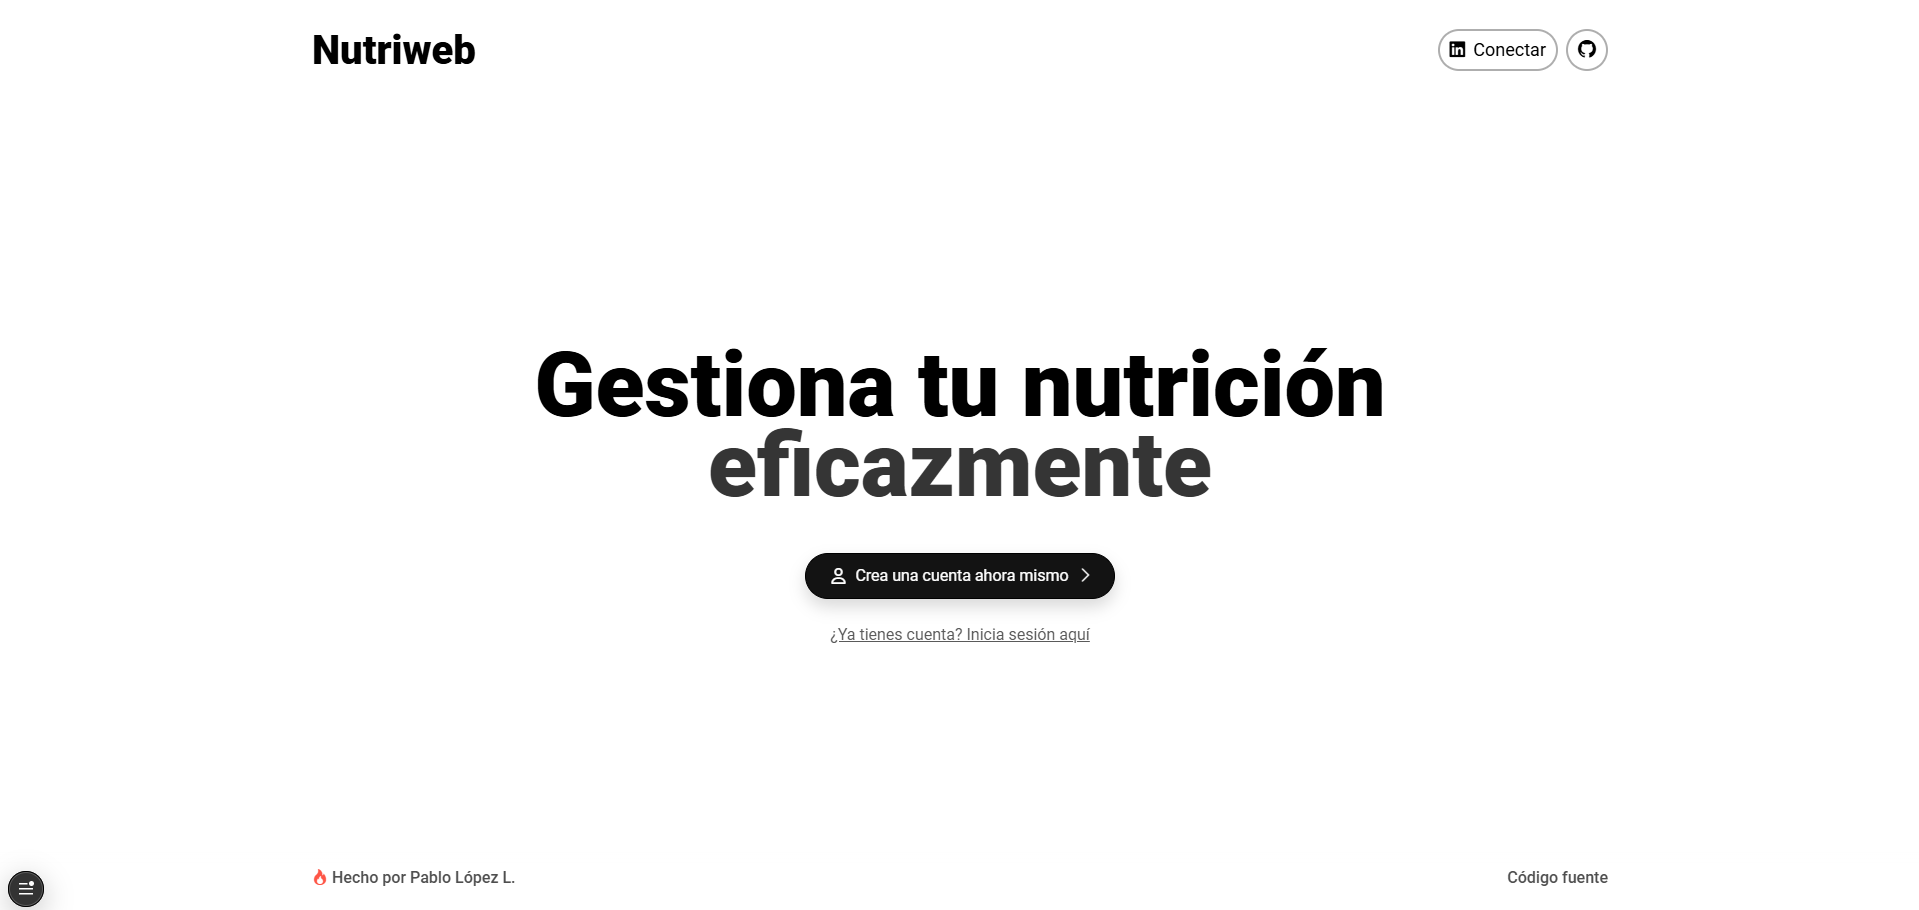 Nutriweb
Conectar
Gestiona tu nutrición
eficazmente
Crea una cuenta ahora mismo
¿Ya tienes cuenta? Inicia sesión aquí
Hecho por Pablo López L.
Código fuente